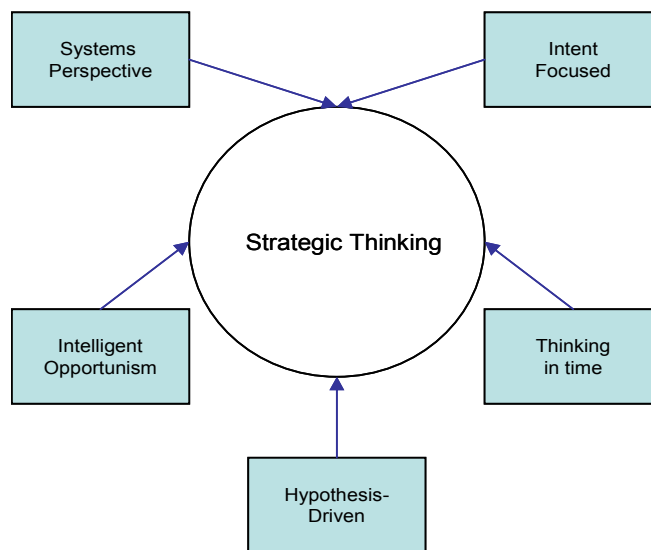 Systems
Perspective
Intent
Focused
Strategic Thinking
Intelligent
Opportunism
Thinking
in time
Hypothesis-
Driven